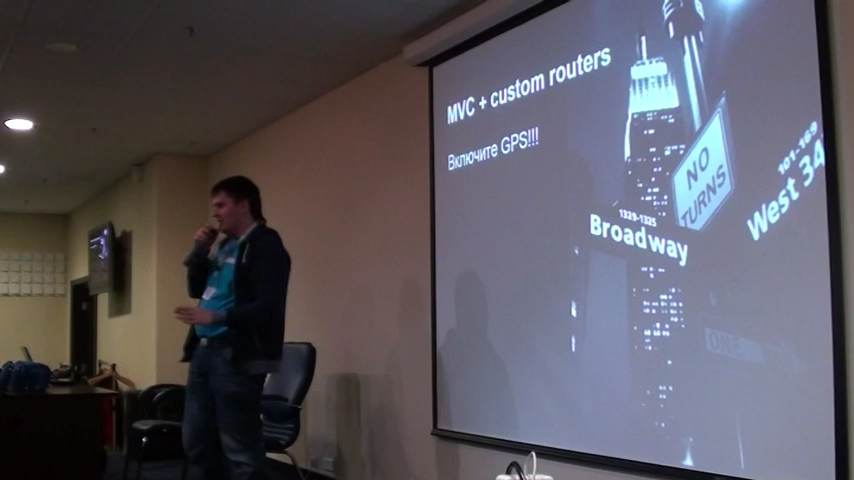 MVC + custom routers
Включите GPS!!!
NO
TURNS
1329-1325
Broadway
101-169
West 34
ONE